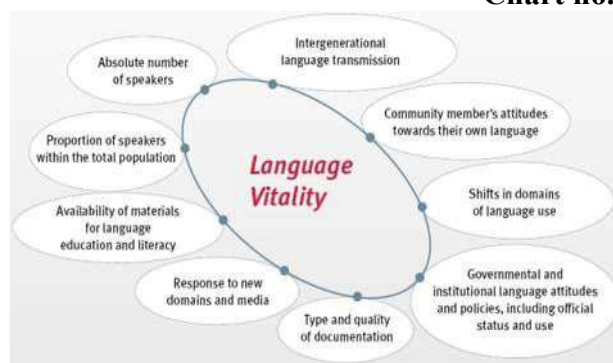 Intergenerational
language transmission
Absolute number
of speakers
Community member's attitudes
towards their own language
Proportion of speakers
within the total population
Language
Vitality
Shifts in domains
of language use
Availability of materials
for language
education and literacy
Governmental and
institutional language attitudes
and policies, including official
status and use
Response to new
domains and media
Type and quality
of documentation